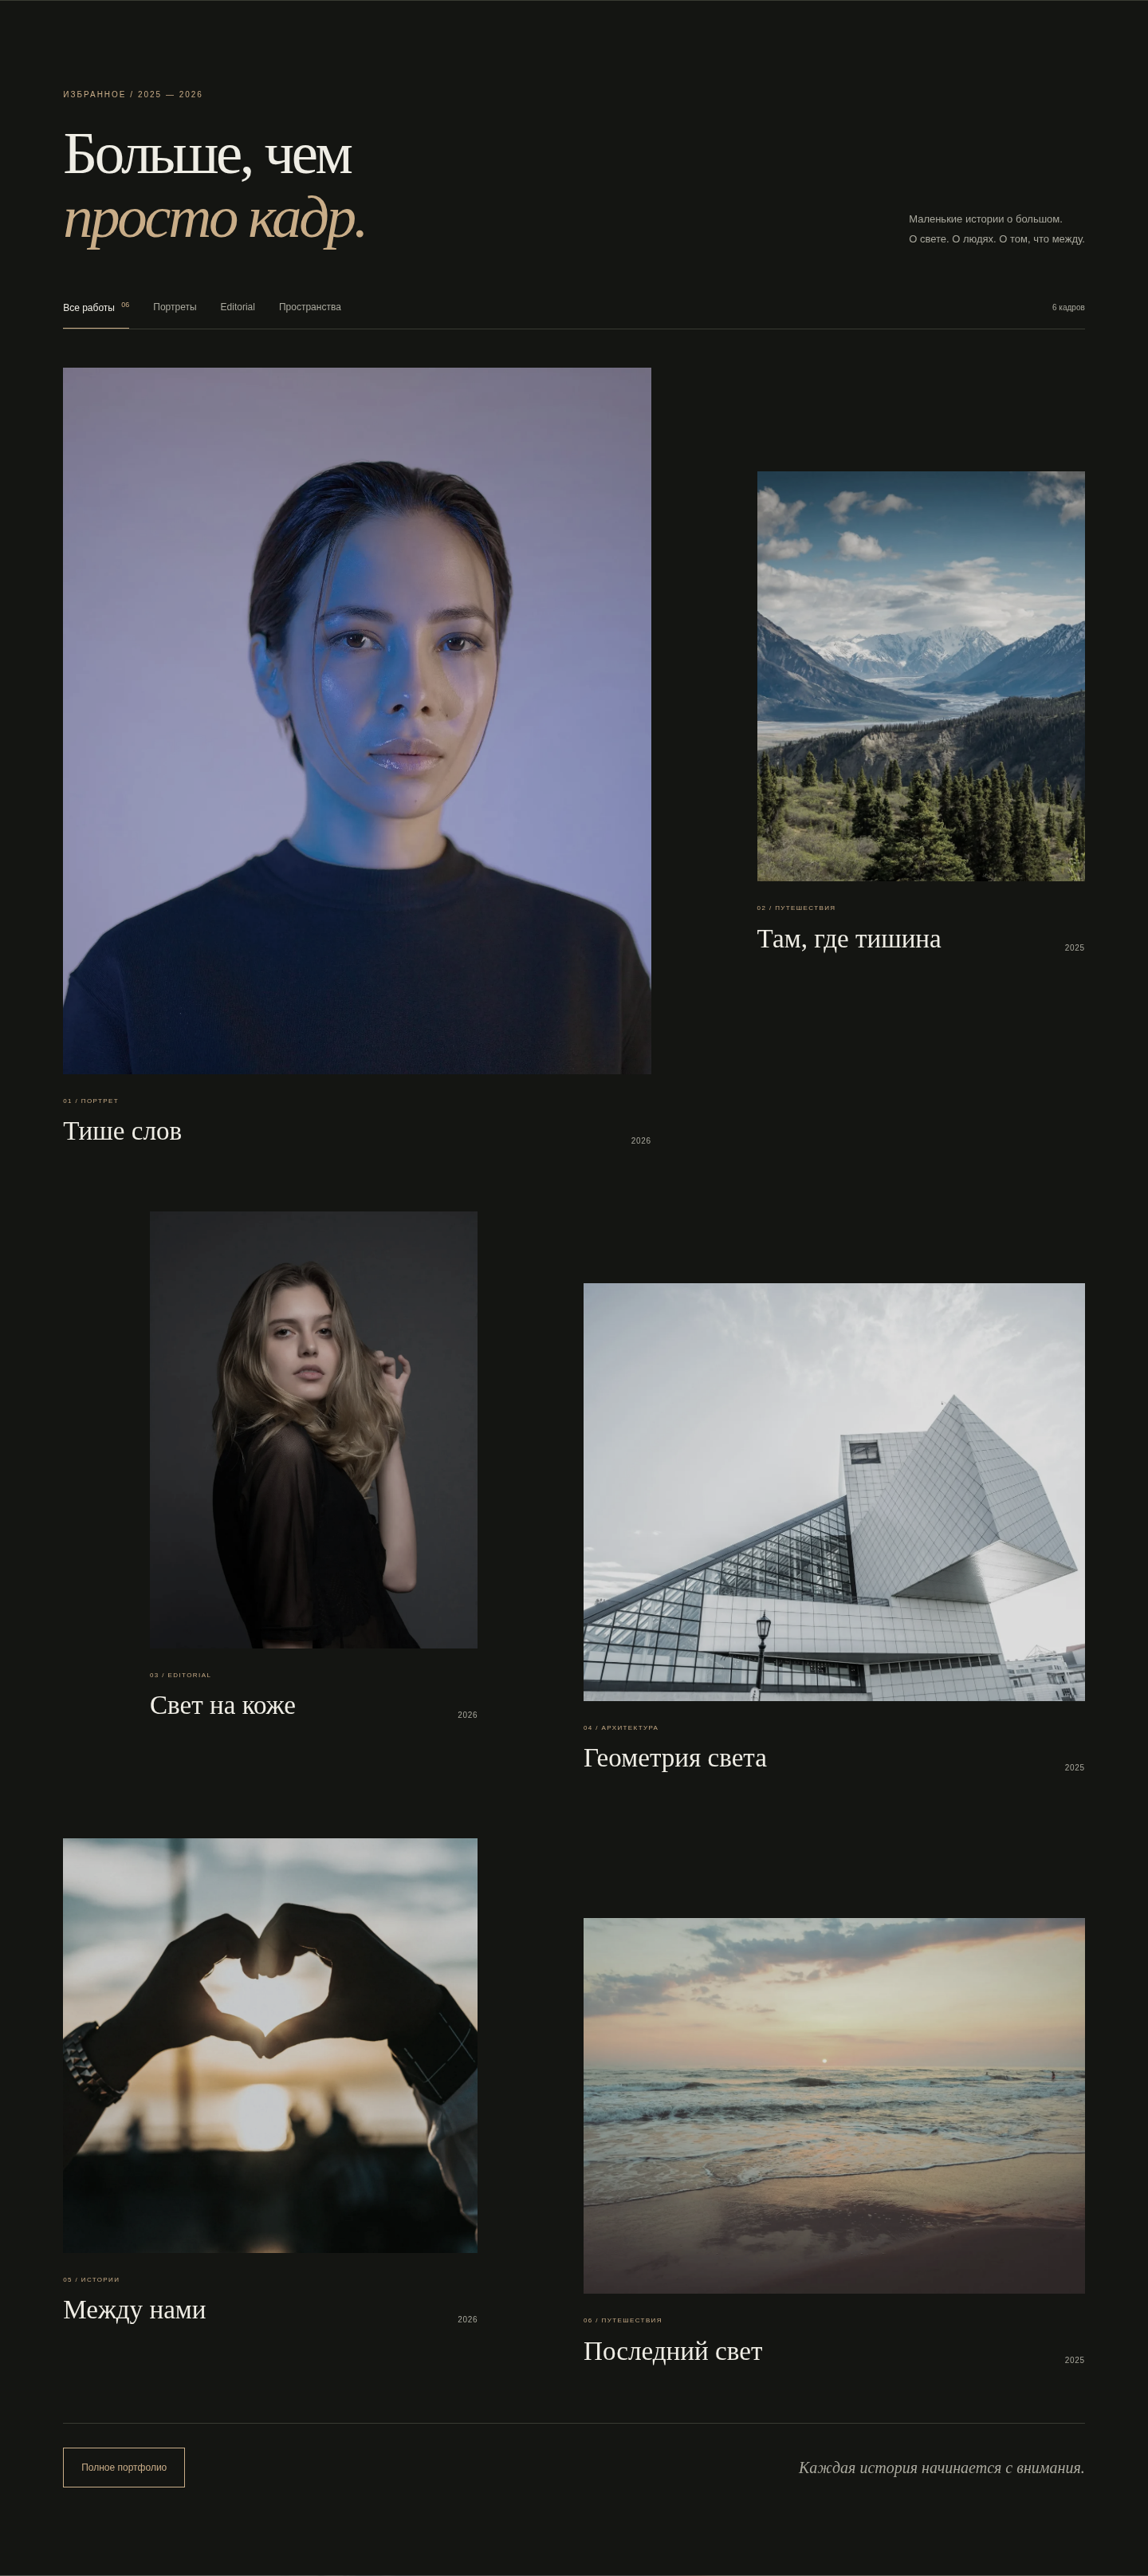 ИЗБРАННОЕ / 2025 — 2026
Больше, чем
просто кадр.
Маленькие истории о большом.
О свете. О людях. О том, что между.
Все работы 06 Портреты Editorial Пространства 6 кадров
02 / ПУТЕШЕСТВИЯ
Там, где тишина 2025
01 / ПОРТРЕТ
Тише слов 2026
03 / EDITORIAL
Свет на коже 2026
04 / АРХИТЕКТУРА
Геометрия света 2025
05 / ИСТОРИИ
Между нами 2026
06 / ПУТЕШЕСТВИЯ
Последний свет 2025
Полное портфолио
Каждая история начинается с внимания.